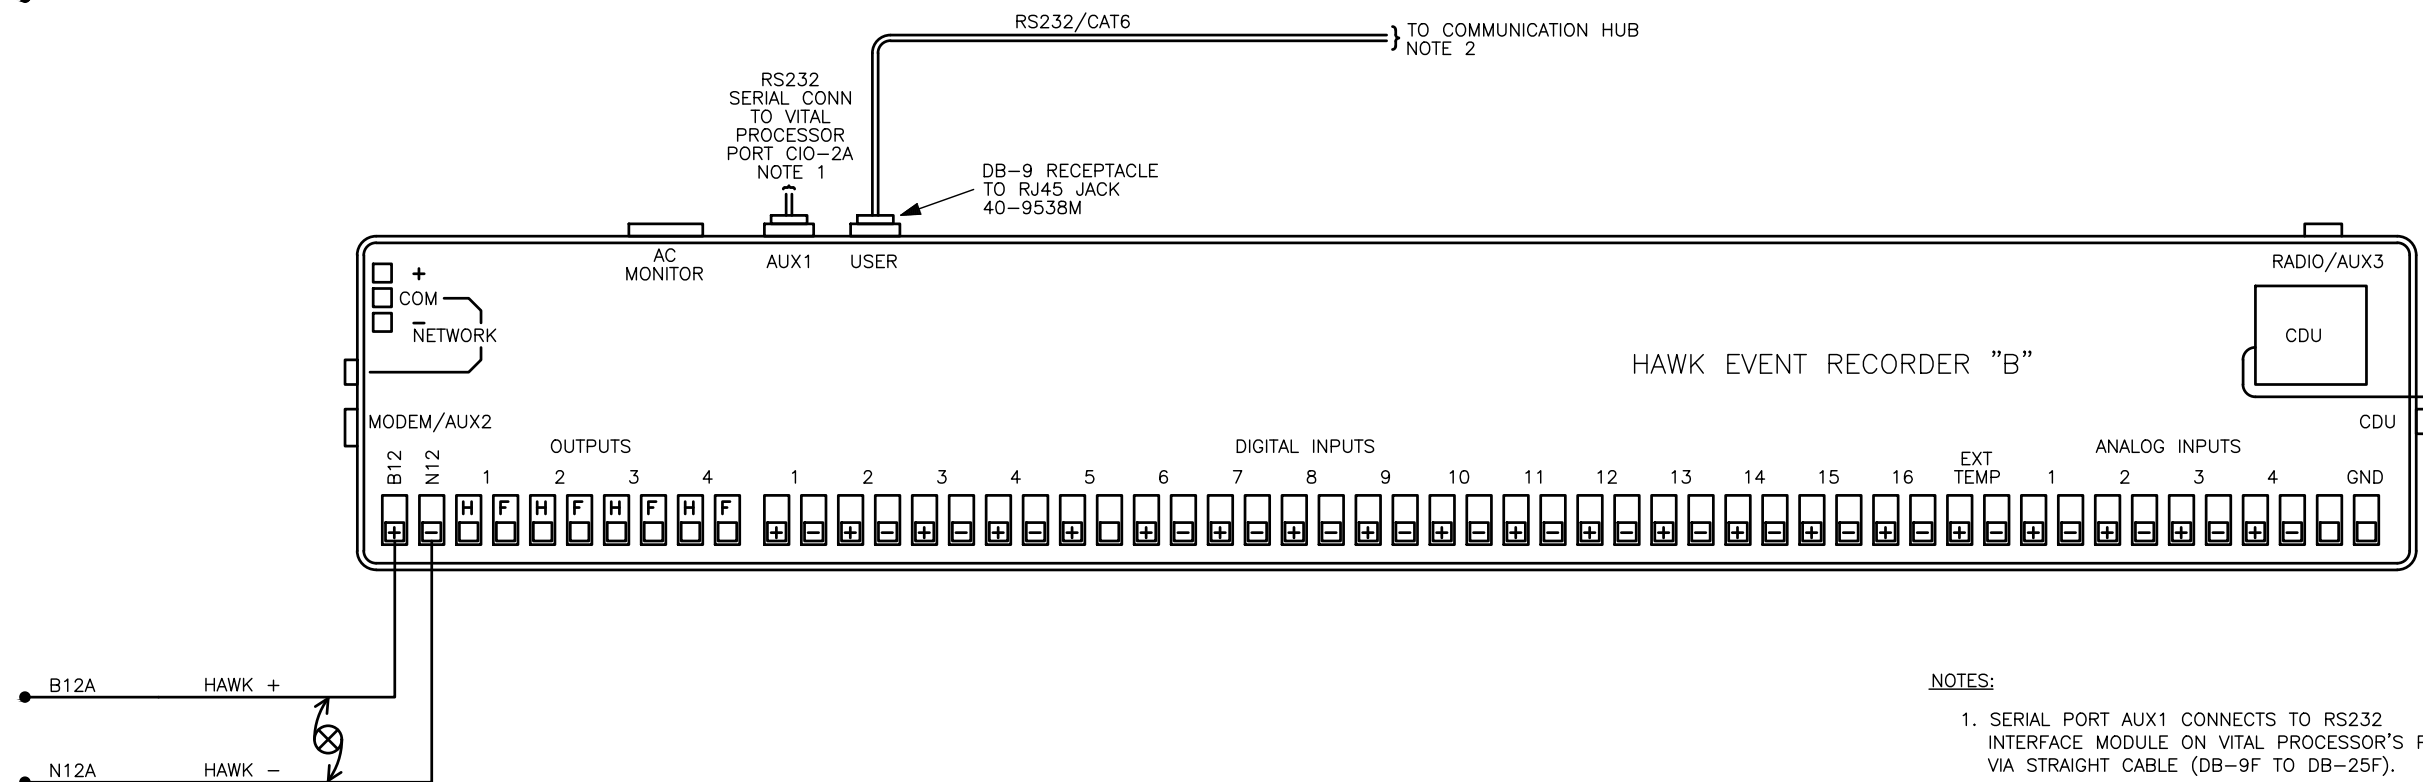 RS232/CAT6
} TO COMMUNICATION HUB
NOTE 2
RS232
SERIAL CONN
TO VITAL
PROCESSOR
PORT CIO-2A
NOTE 1
DB-9 RECEPTACLE
TO RJ45 JACK
40-9538M
AC
MONITOR
AUX1
USER
RADIO/AUX3
+
COM
-
NETWORK
CDU
HAWK EVENT RECORDER "B"
MODEM/AUX2
CDU
OUTPUTS
DIGITAL INPUTS
ANALOG INPUTS
B12 N12 1 2 3 4 1 2 3 4 5 6 7 8 9 10 11 12 13 14 15 16 EXT TEMP 1 2 3 4 GND
H F H F H F H F
+ - + - + - + - + - + + - + - + - + - + - + - + - + - + - + - + - + - + - + - + - + -
B12A HAWK +
N12A HAWK -
NOTES:
1. SERIAL PORT AUX1 CONNECTS TO RS232
INTERFACE MODULE ON VITAL PROCESSOR'S
VIA STRAIGHT CABLE (DB-9F TO DB-25F).